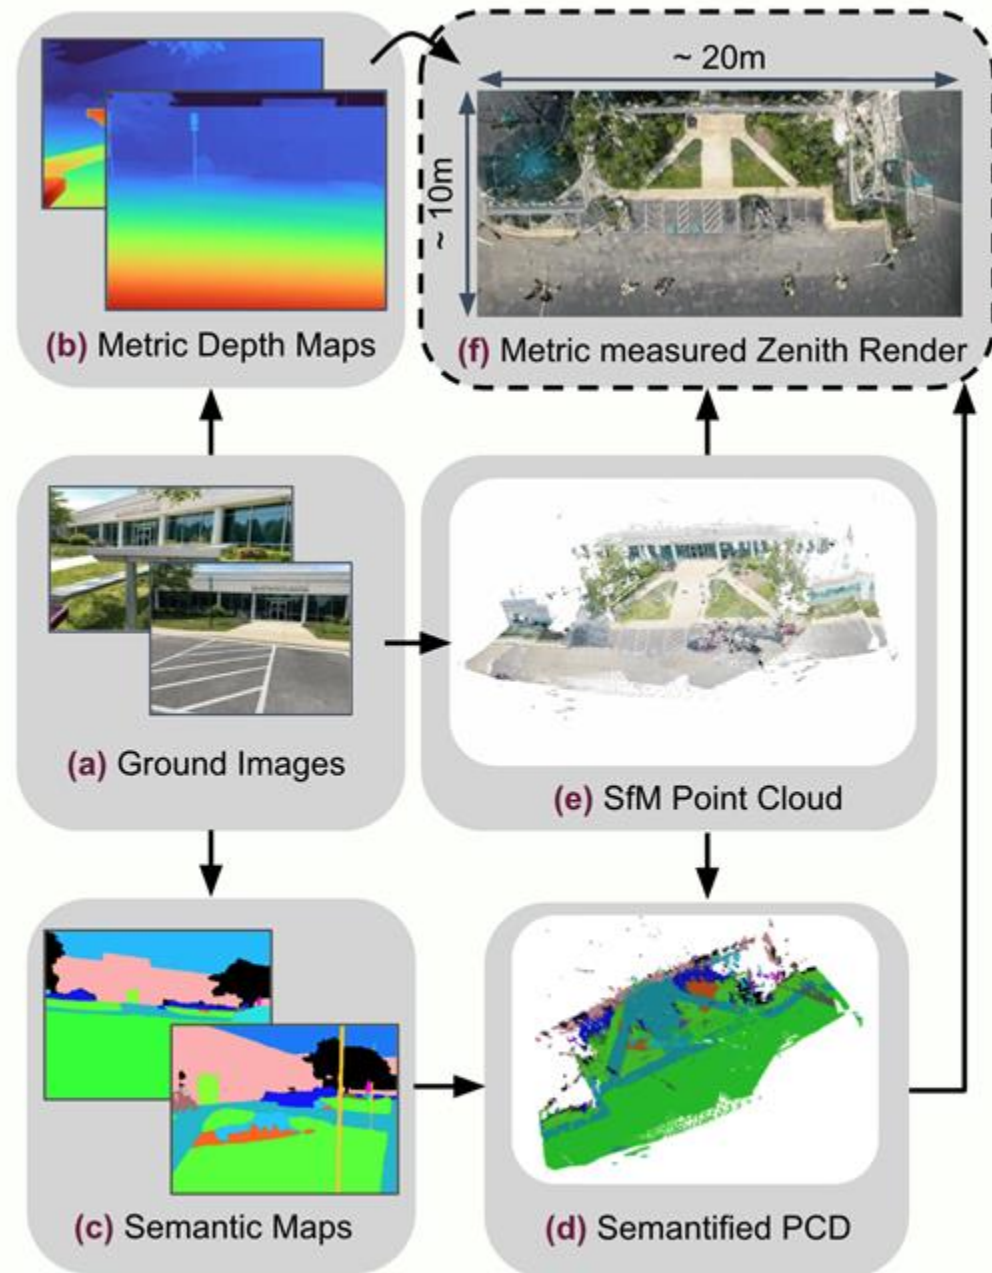 ~ 20m
~ 10m
(b) Metric Depth Maps
(f) Metric measured Zenith Render
(a) Ground Images
(e) SfM Point Cloud
(c) Semantic Maps
(d) Semantified PCD